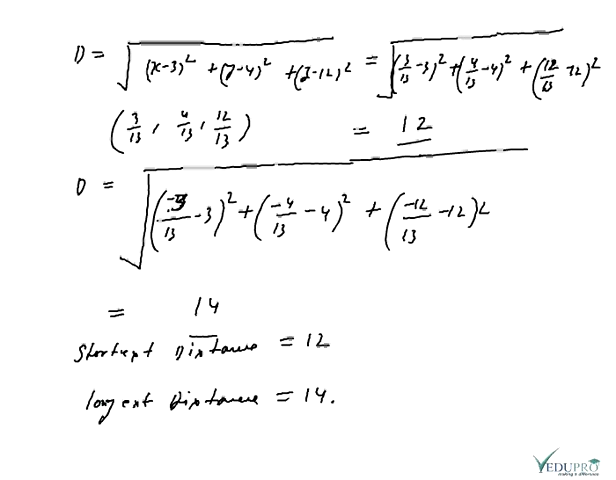 D = √((x-3)² + (y-4)² + (z-12)²) = √((3/13 -3)² + (4/13 -4)² + (12/13 -12)²)
(3/13, 4/13, 12/13) = 12
D = √((-3/13 -3)² + (-4/13 -4)² + (-12/13 -12)²)
= 14
Shortest Distance = 12
longest Distance = 14.
VEDUPRO
making a difference